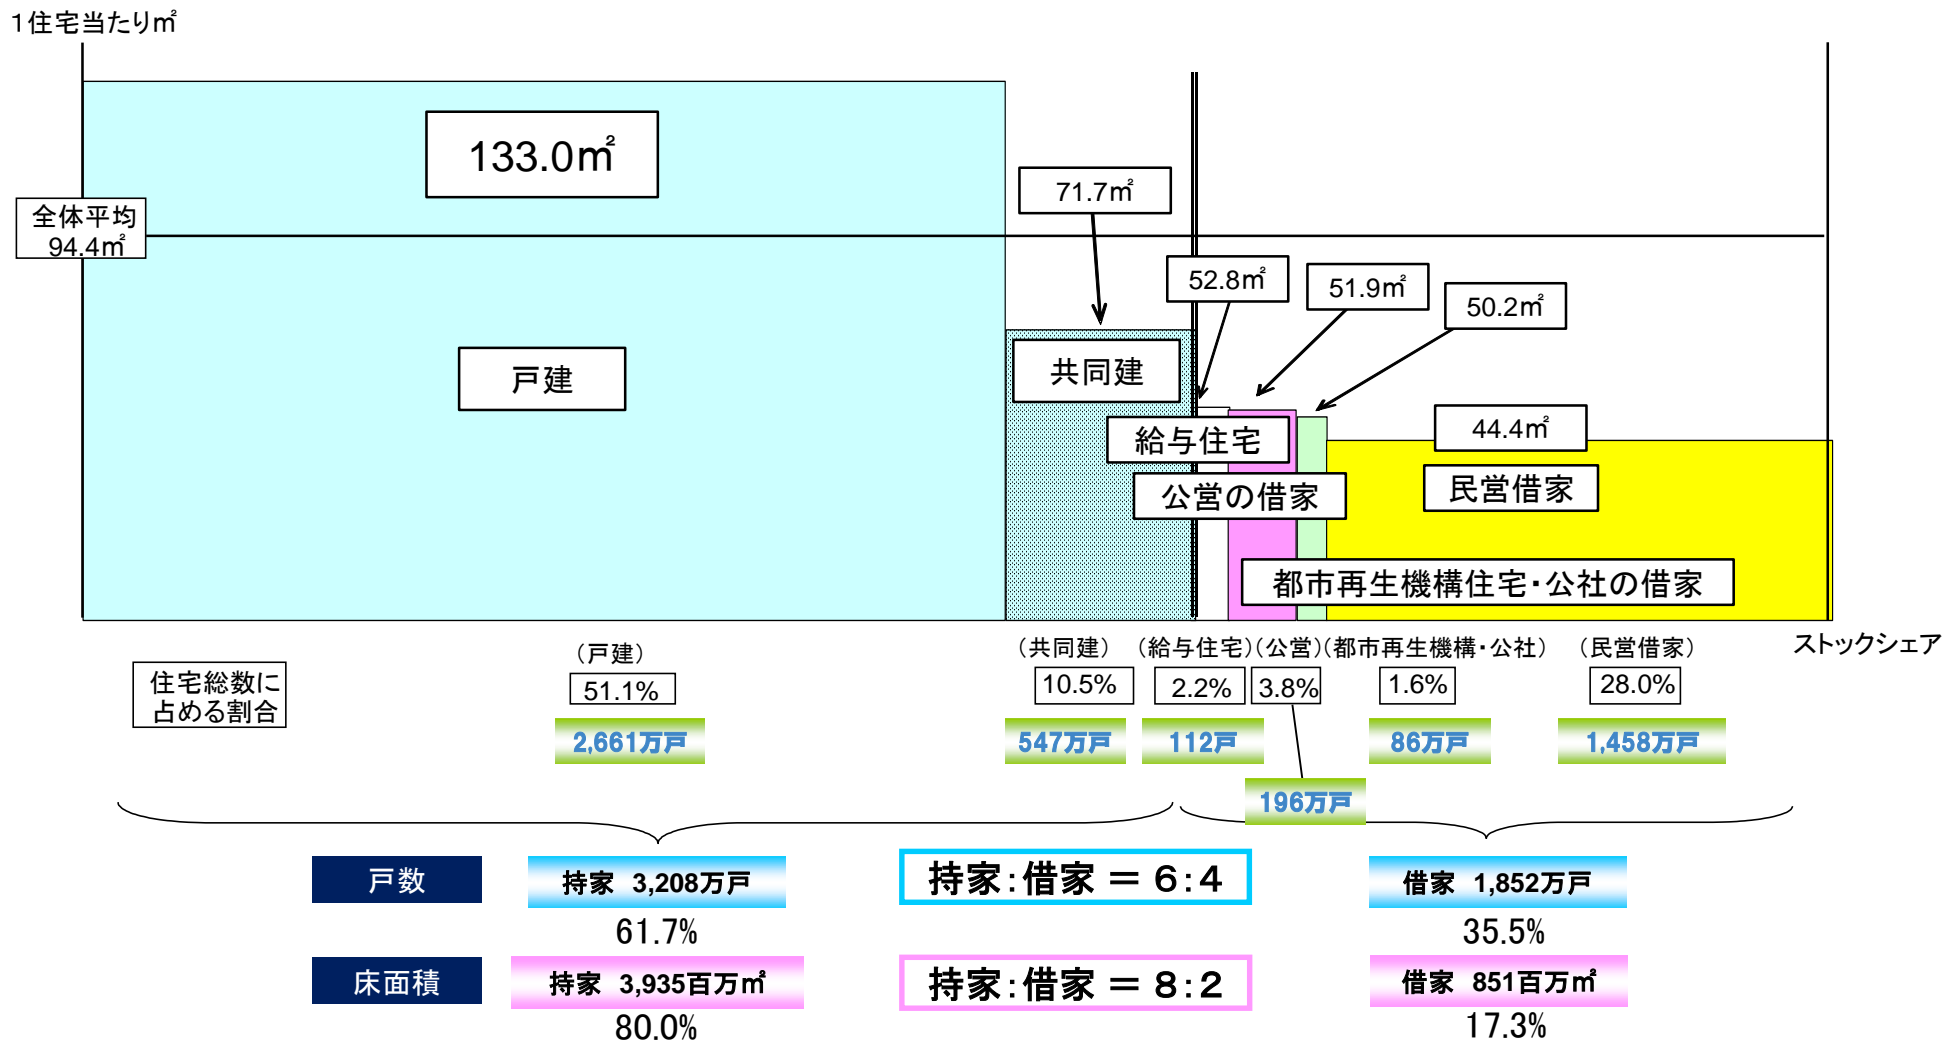 １住宅当たり㎡
133.0㎡
71.7㎡
全体平均
94.4㎡
52.8㎡
51.9㎡
50.2㎡
戸建
共同建
給与住宅
44.4㎡
公営の借家
民営借家
都市再生機構住宅・公社の借家
（戸建）
（共同建）
（給与住宅）
（公営）
（都市再生機構・公社）
（民営借家）
ストックシェア
住宅総数に
占める割合
51.1%
10.5%
2.2%
3.8%
1.6%
28.0%
2,661万戸
547万戸
112戸
86万戸
1,458万戸
196万戸
戸数
持家 3,208万戸
持家：借家 ＝ ６：４
借家 1,852万戸
61.7%
35.5%
床面積
持家 3,935百万㎡
持家：借家 ＝ ８：２
借家 851百万㎡
80.0%
17.3%